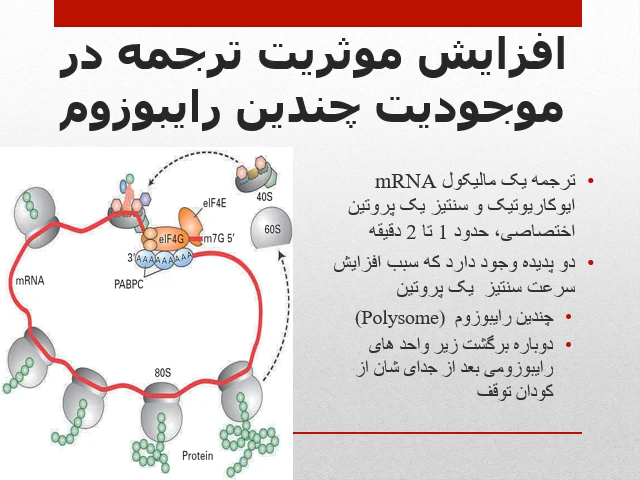 افزایش موثریت ترجمه در
موجودیت چندین رایبوزوم
• ترجمه یک مالیکول mRNA
ایوکاریوتیک و سنتیز یک پروتین
اختصاصی، حدود 1 تا 2 دقیقه
• دو پدیده وجود دارد که سبب افزایش
سرعت سنتیز یک پروتین
• چندین رایبوزوم (Polysome)
• دوباره برگشت زیر واحد های
رایبوزومی بعد از جدای شان از
کودان توقف
40S
eIF4E
60S
eIF4G
m7G 5′
3′
AAAAAAAA
PABPC
mRNA
80S
Protein